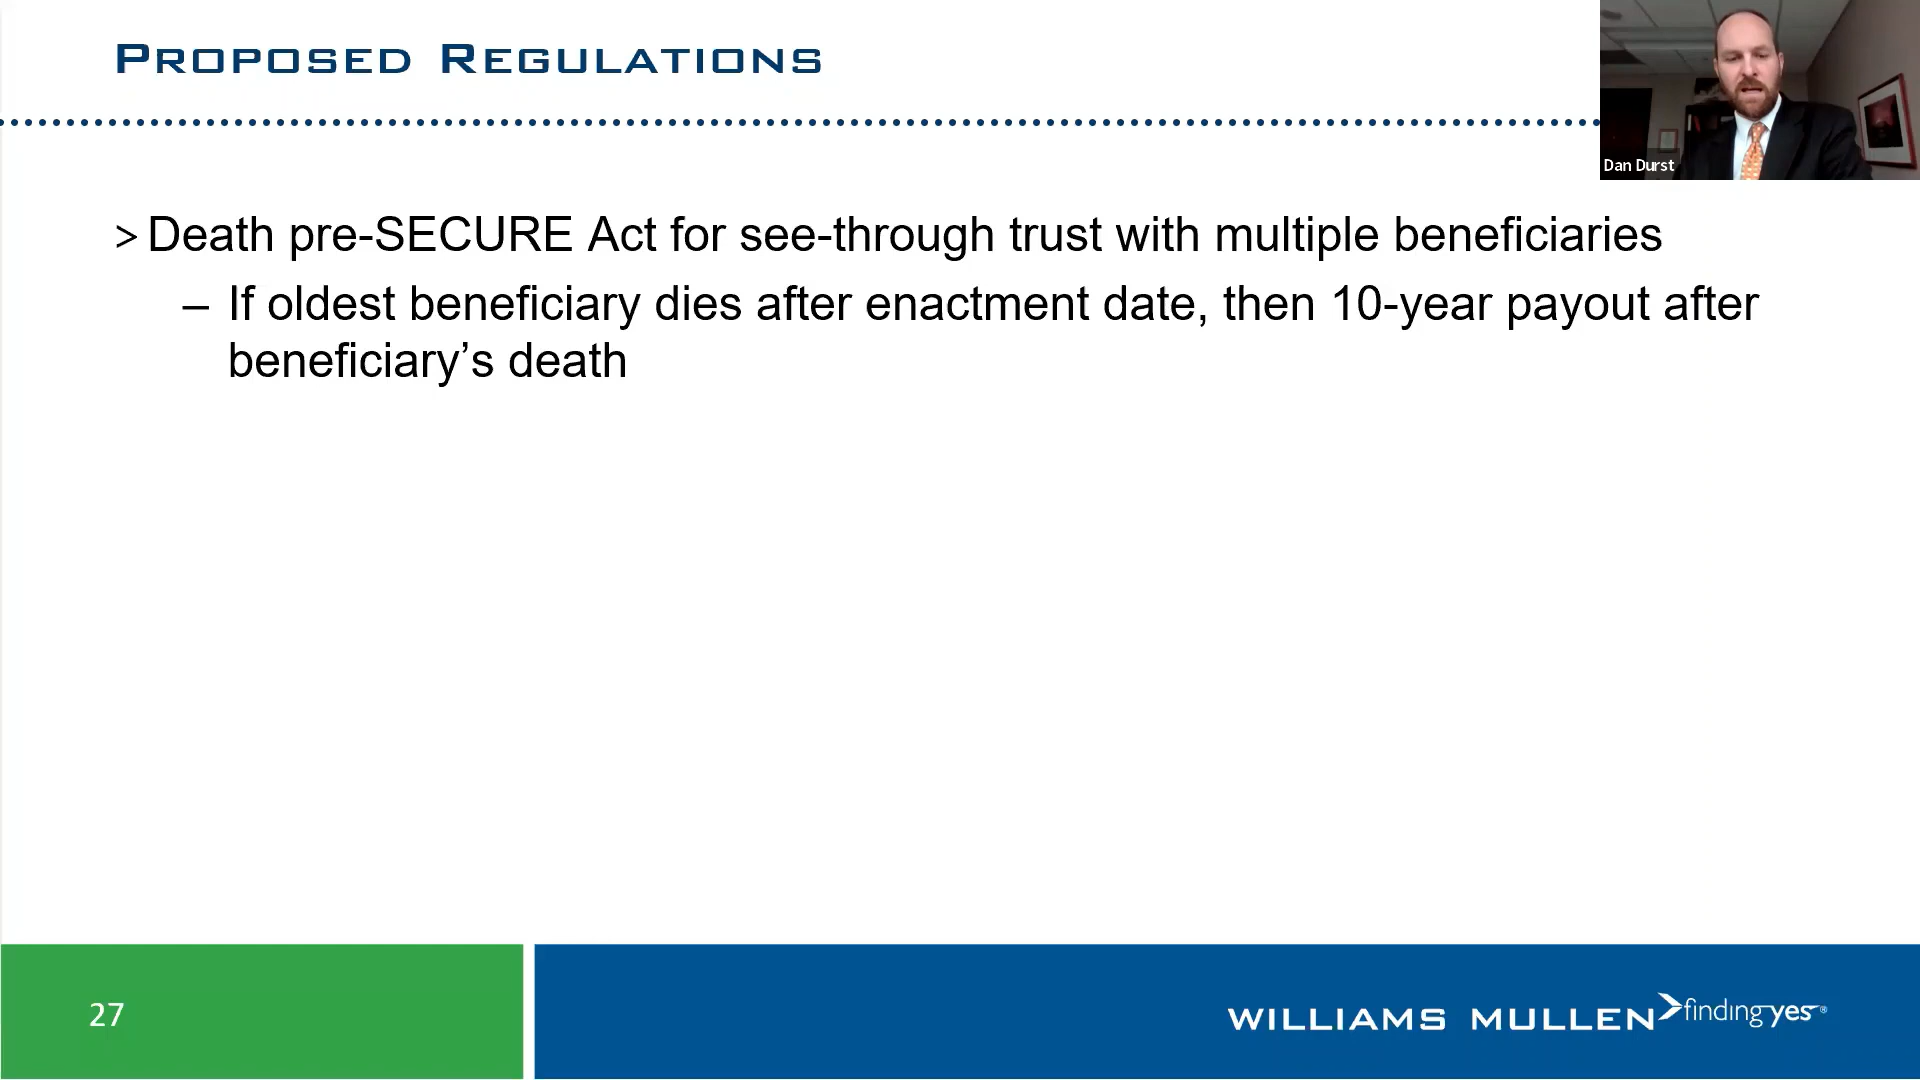 PROPOSED REGULATIONS
Dan Durst
> Death pre-SECURE Act for see-through trust with multiple beneficiaries
– If oldest beneficiary dies after enactment date, then 10-year payout after
beneficiary’s death
27
WILLIAMS MULLEN finding yes®